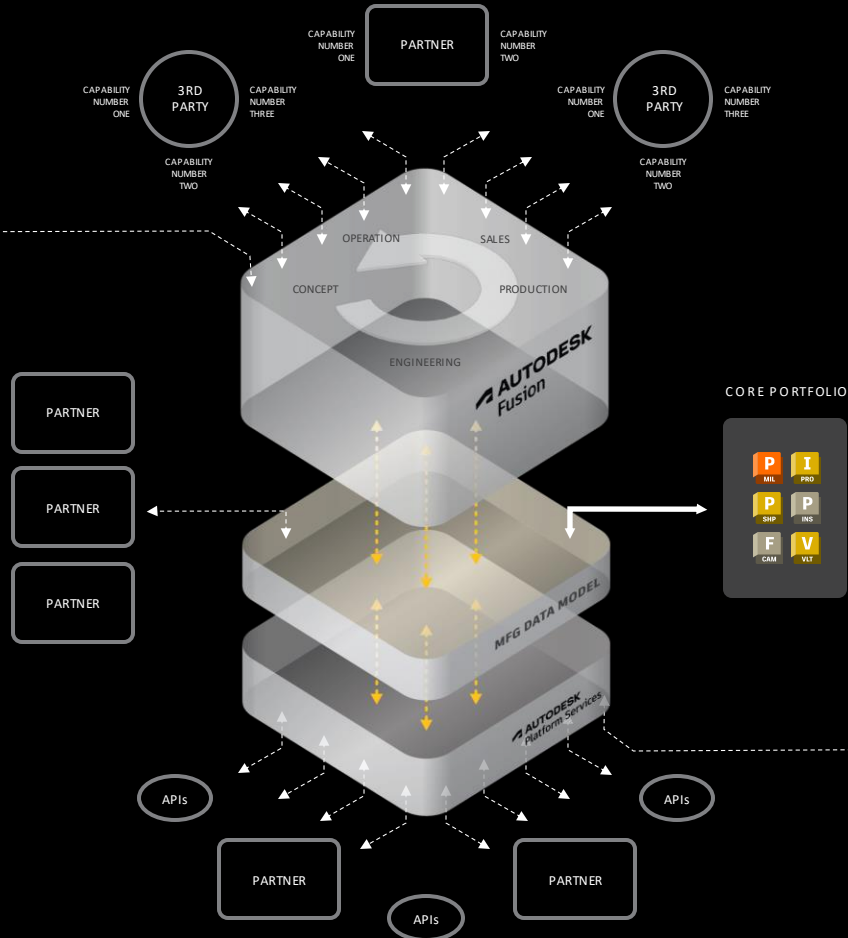 PARTNER
CAPABILITY
NUMBER
ONE
CAPABILITY
NUMBER
TWO
3RD
PARTY
CAPABILITY
NUMBER
ONE
CAPABILITY
NUMBER
THREE
CAPABILITY
NUMBER
TWO
3RD
PARTY
CAPABILITY
NUMBER
ONE
CAPABILITY
NUMBER
THREE
CAPABILITY
NUMBER
TWO
OPERATION
SALES
CONCEPT
PRODUCTION
ENGINEERING
AUTODESK
Fusion
PARTNER
PARTNER
PARTNER
CORE PORTFOLIO
P
MIL
I
PRO
P
SHP
P
INS
F
CAM
V
VLT
MFG DATA MODEL
AUTODESK
Platform Services
APIs
APIs
PARTNER
PARTNER
APIs